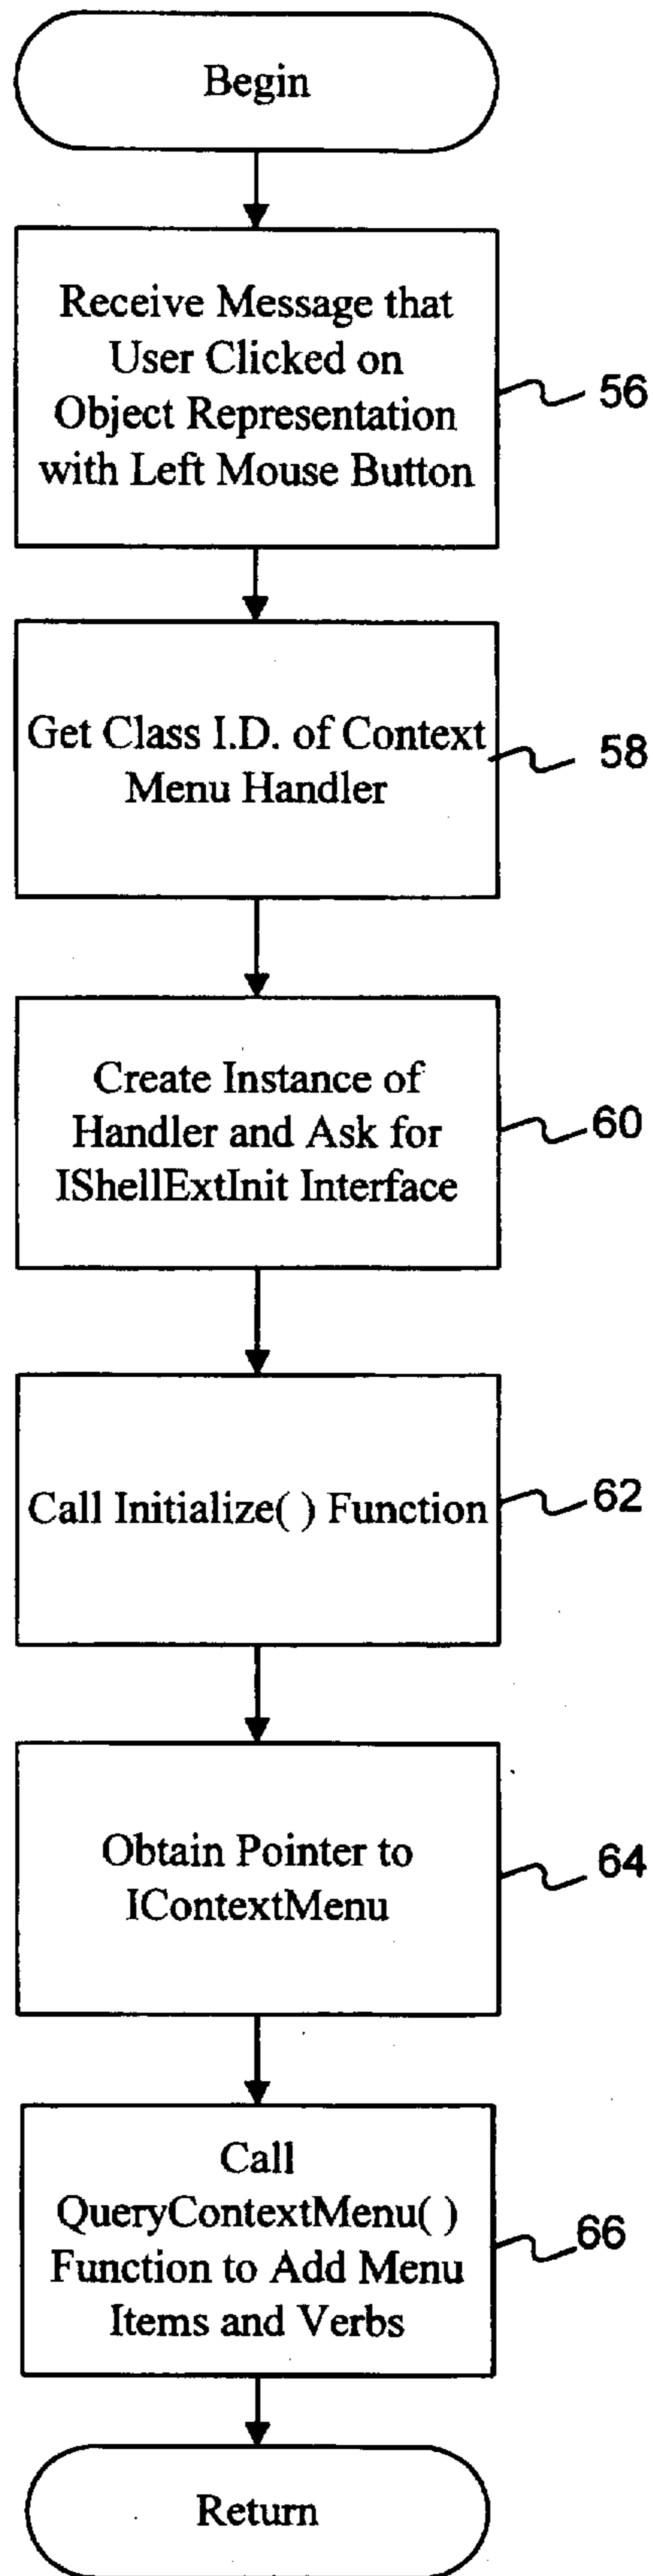 Begin
Receive Message that
User Clicked on
Object Representation
with Left Mouse Button
56
Get Class I.D. of Context
Menu Handler
58
Create Instance of
Handler and Ask for
IShellExtInit Interface
60
Call Initialize( ) Function
62
Obtain Pointer to
IContextMenu
64
Call
QueryContextMenu( )
Function to Add Menu
Items and Verbs
66
Return